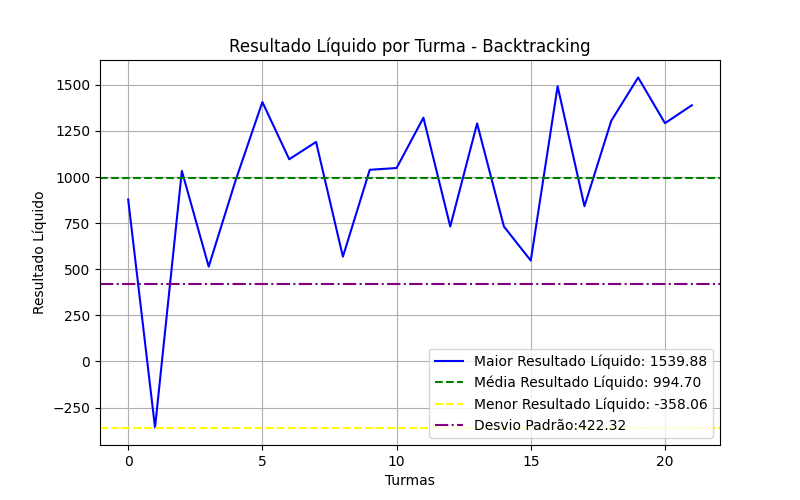 Resultado Líquido por Turma - Backtracking
Resultado Líquido
1500
1250
1000
750
500
250
0
−250
0
5
10
15
20
Turmas
Maior Resultado Líquido: 1539.88
Média Resultado Líquido: 994.70
Menor Resultado Líquido: -358.06
Desvio Padrão:422.32